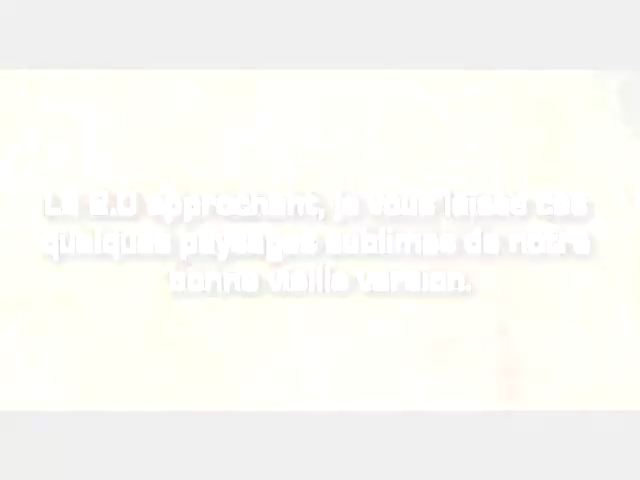 La 2.0 approchant, je vous laisse ces
quelques paysages sublimes de notre
bonne vieille version.